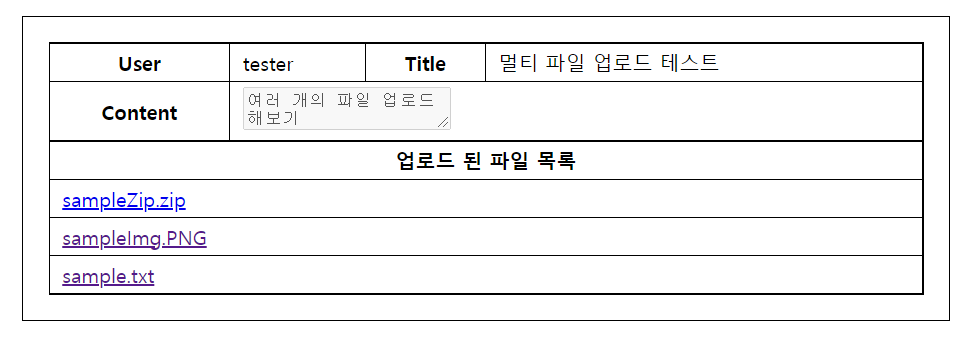 User tester Title 멀티 파일 업로드 테스트
Content 여러 개의 파일 업로드
해보기
업로드 된 파일 목록
sampleZip.zip
sampleImg.PNG
sample.txt